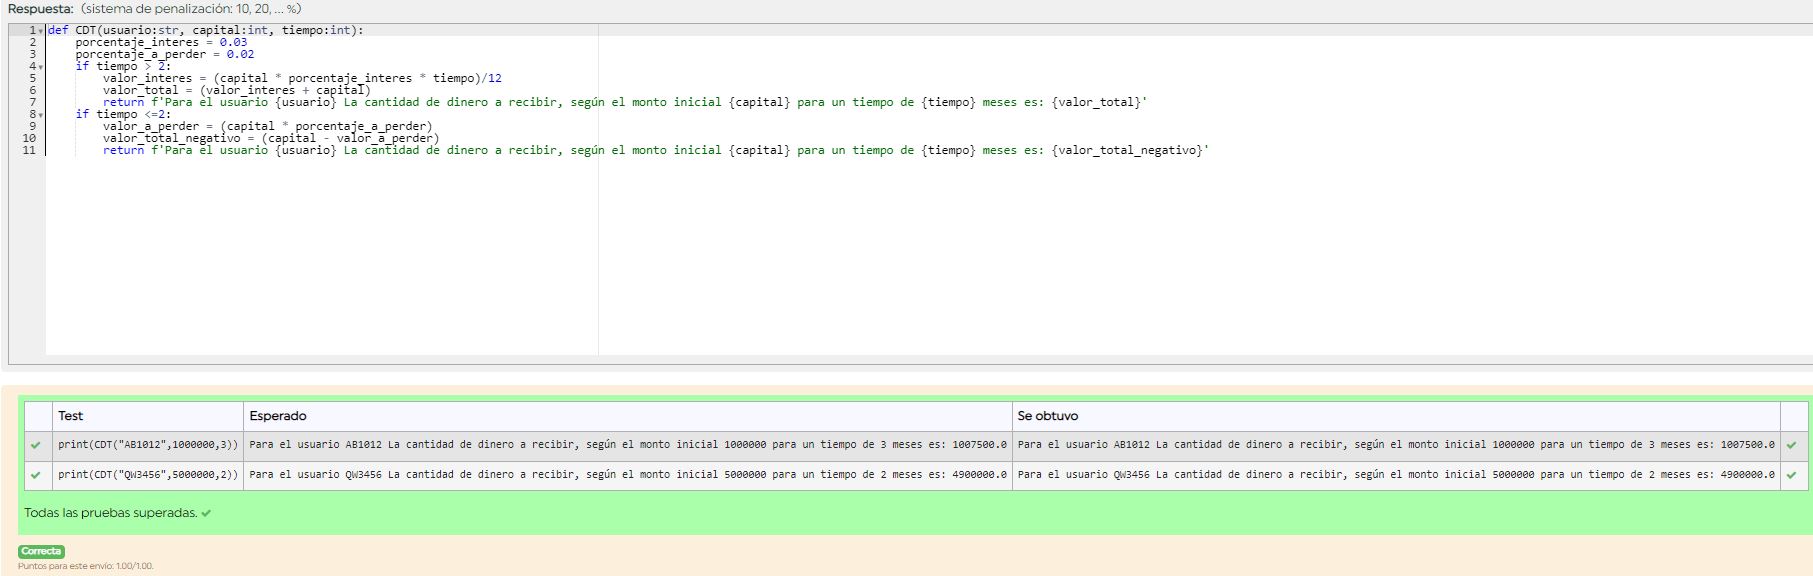 Respuesta: (sistema de penalización: 10, 20, ... %)
1 def CDT(usuario:str, capital:int, tiempo:int):
2 porcentaje_interes = 0.03
3 porcentaje_a_perder = 0.02
4 if tiempo > 2:
5 valor_interes = (capital * porcentaje_interes * tiempo)/12
6 valor_total = (valor_interes + capital)
7 return f'Para el usuario {usuario} La cantidad de dinero a recibir, según el monto inicial {capital} para un tiempo de {tiempo} meses es: {valor_total}'
8 if tiempo <=2:
9 valor_a_perder = (capital * porcentaje_a_perder)
10 valor_total_negativo = (capital - valor_a_perder)
11 return f'Para el usuario {usuario} La cantidad de dinero a recibir, según el monto inicial {capital} para un tiempo de {tiempo} meses es: {valor_total_negativo}'
Test Esperado Se obtuvo
print(CDT("AB1012",1000000,3)) Para el usuario AB1012 La cantidad de dinero a recibir, según el monto inicial 1000000 para un tiempo de 3 meses es: 1007500.0 Para el usuario AB1012 La cantidad de dinero a recibir, según el monto inicial 1000000 para un tiempo de 3 meses es: 1007500.0
print(CDT("QW3456",5000000,2)) Para el usuario QW3456 La cantidad de dinero a recibir, según el monto inicial 5000000 para un tiempo de 2 meses es: 4900000.0 Para el usuario QW3456 La cantidad de dinero a recibir, según el monto inicial 5000000 para un tiempo de 2 meses es: 4900000.0
Todas las pruebas superadas.
Correcta
Puntos para este envío: 1.00/1.00.